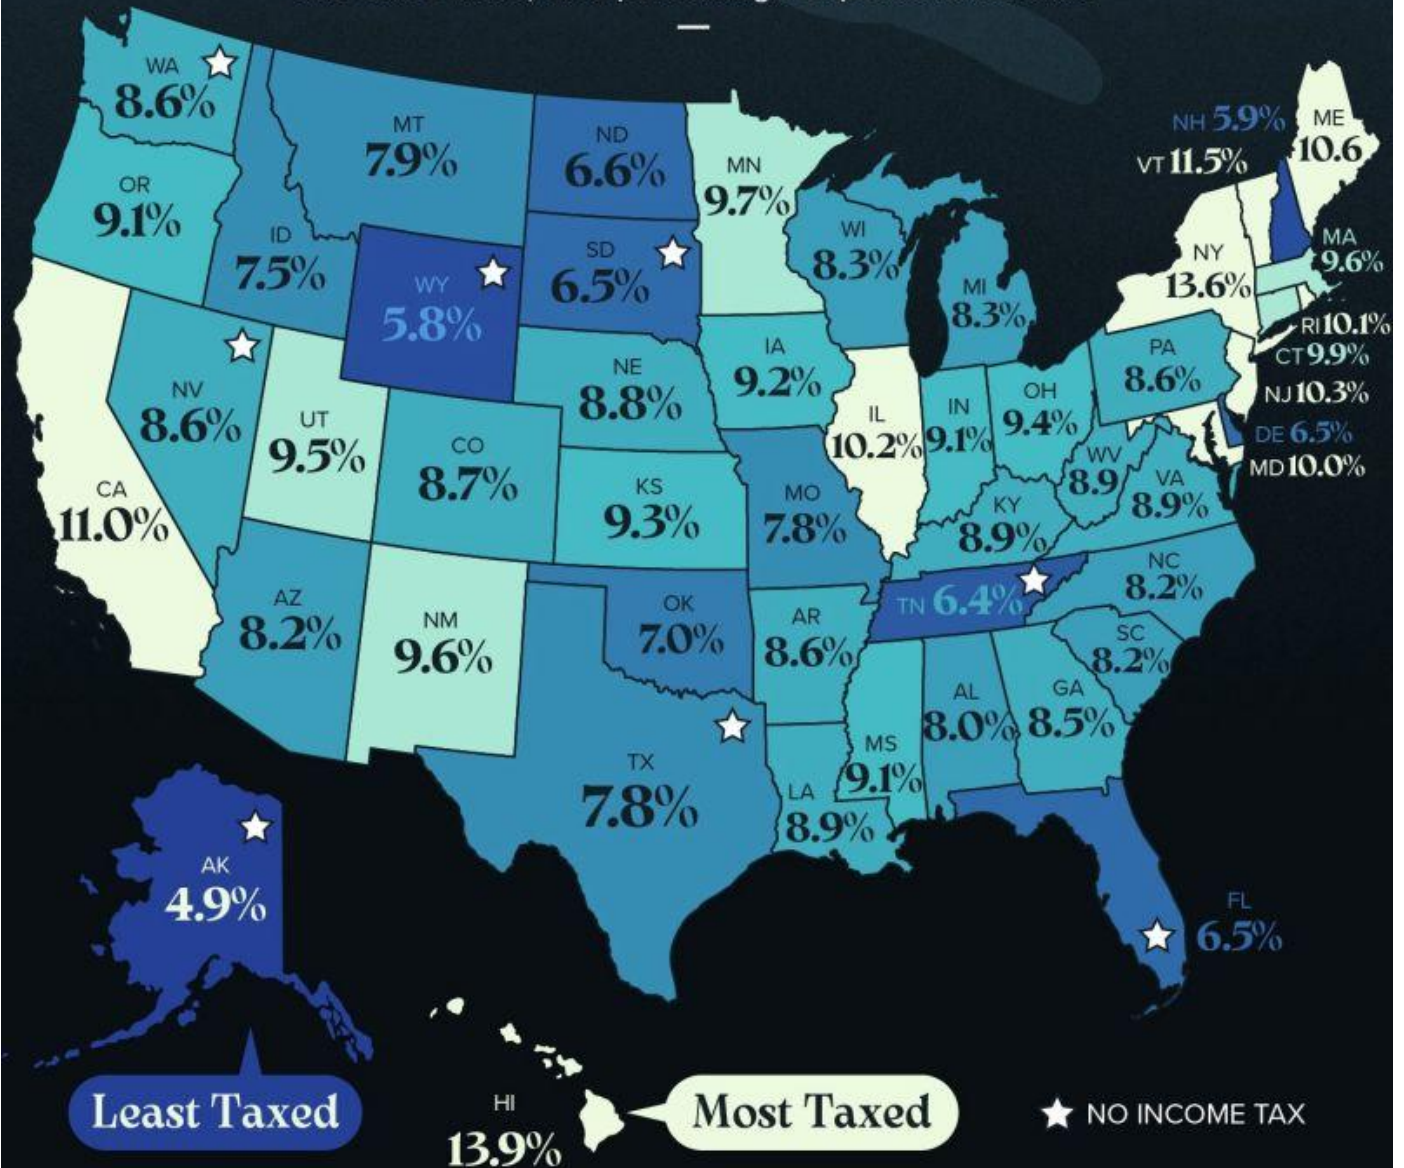 WA
8.6%
MT
7.9%
ND
6.6%
MN
9.7%
NH 5.9%
VT 11.5%
ME
10.6
OR
9.1%
ID
7.5%
WY
5.8%
SD
6.5%
WI
8.3%
MI
8.3%
NY
13.6%
MA
9.6%
RI 10.1%
CT 9.9%
NJ 10.3%
DE 6.5%
MD 10.0%
NV
8.6%
UT
9.5%
CO
8.7%
NE
8.8%
IA
9.2%
IL
10.2%
IN
9.1%
OH
9.4%
PA
8.6%
CA
11.0%
KS
9.3%
MO
7.8%
KY
8.9%
WV
8.9
VA
8.9%
AZ
8.2%
NM
9.6%
OK
7.0%
AR
8.6%
TN 6.4%
NC
8.2%
SC
8.2%
TX
7.8%
LA
8.9%
MS
9.1%
AL
8.0%
GA
8.5%
FL
6.5%
AK
4.9%
HI
13.9%
Least Taxed
Most Taxed
NO INCOME TAX